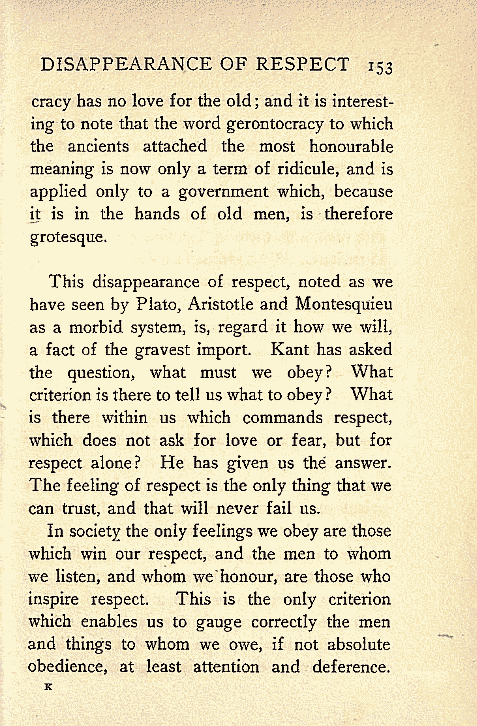 DISAPPEARANCE OF RESPECT 153
cracy has no love for the old; and it is interest-
ing to note that the word gerontocracy to which
the ancients attached the most honourable
meaning is now only a term of ridicule, and is
applied only to a government which, because
it is in the hands of old men, is therefore
grotesque.
This disappearance of respect, noted as we
have seen by Plato, Aristotle and Montesquieu
as a morbid system, is, regard it how we will,
a fact of the gravest import. Kant has asked
the question, what must we obey? What
criterion is there to tell us what to obey? What
is there within us which commands respect,
which does not ask for love or fear, but for
respect alone? He has given us the answer.
The feeling of respect is the only thing that we
can trust, and that will never fail us.
In society the only feelings we obey are those
which win our respect, and the men to whom
we listen, and whom we honour, are those who
inspire respect. This is the only criterion
which enables us to gauge correctly the men
and things to whom we owe, if not absolute
obedience, at least attention and deference.
K